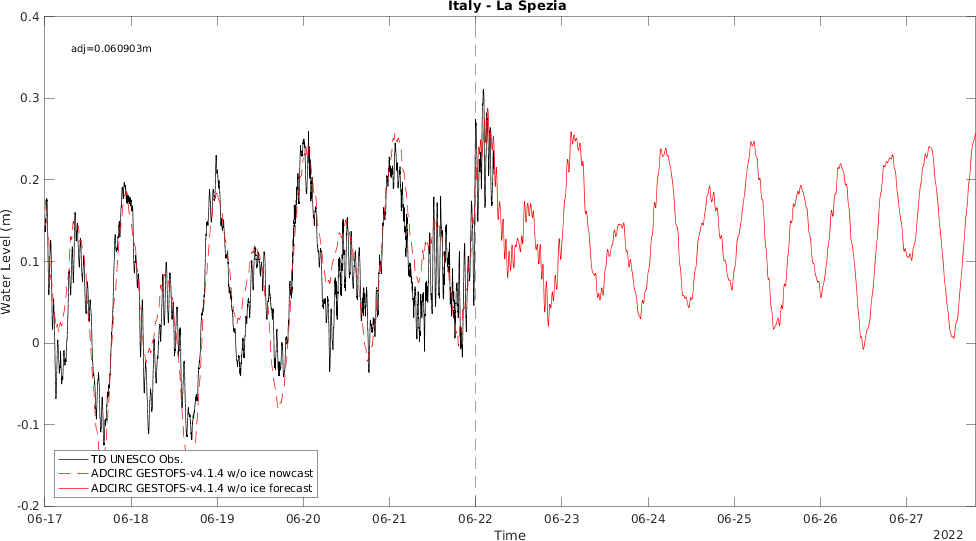 Italy - La Spezia
0.4
adj=0.060903m
0.3
0.2
Water Level (m)
0.1
0
-0.1
TD UNESCO Obs.
ADCIRC GESTOFS-v4.1.4 w/o ice nowcast
ADCIRC GESTOFS-v4.1.4 w/o ice forecast
-0.2
06-17 06-18 06-19 06-20 06-21 06-22 06-23 06-24 06-25 06-26 06-27
Time
2022